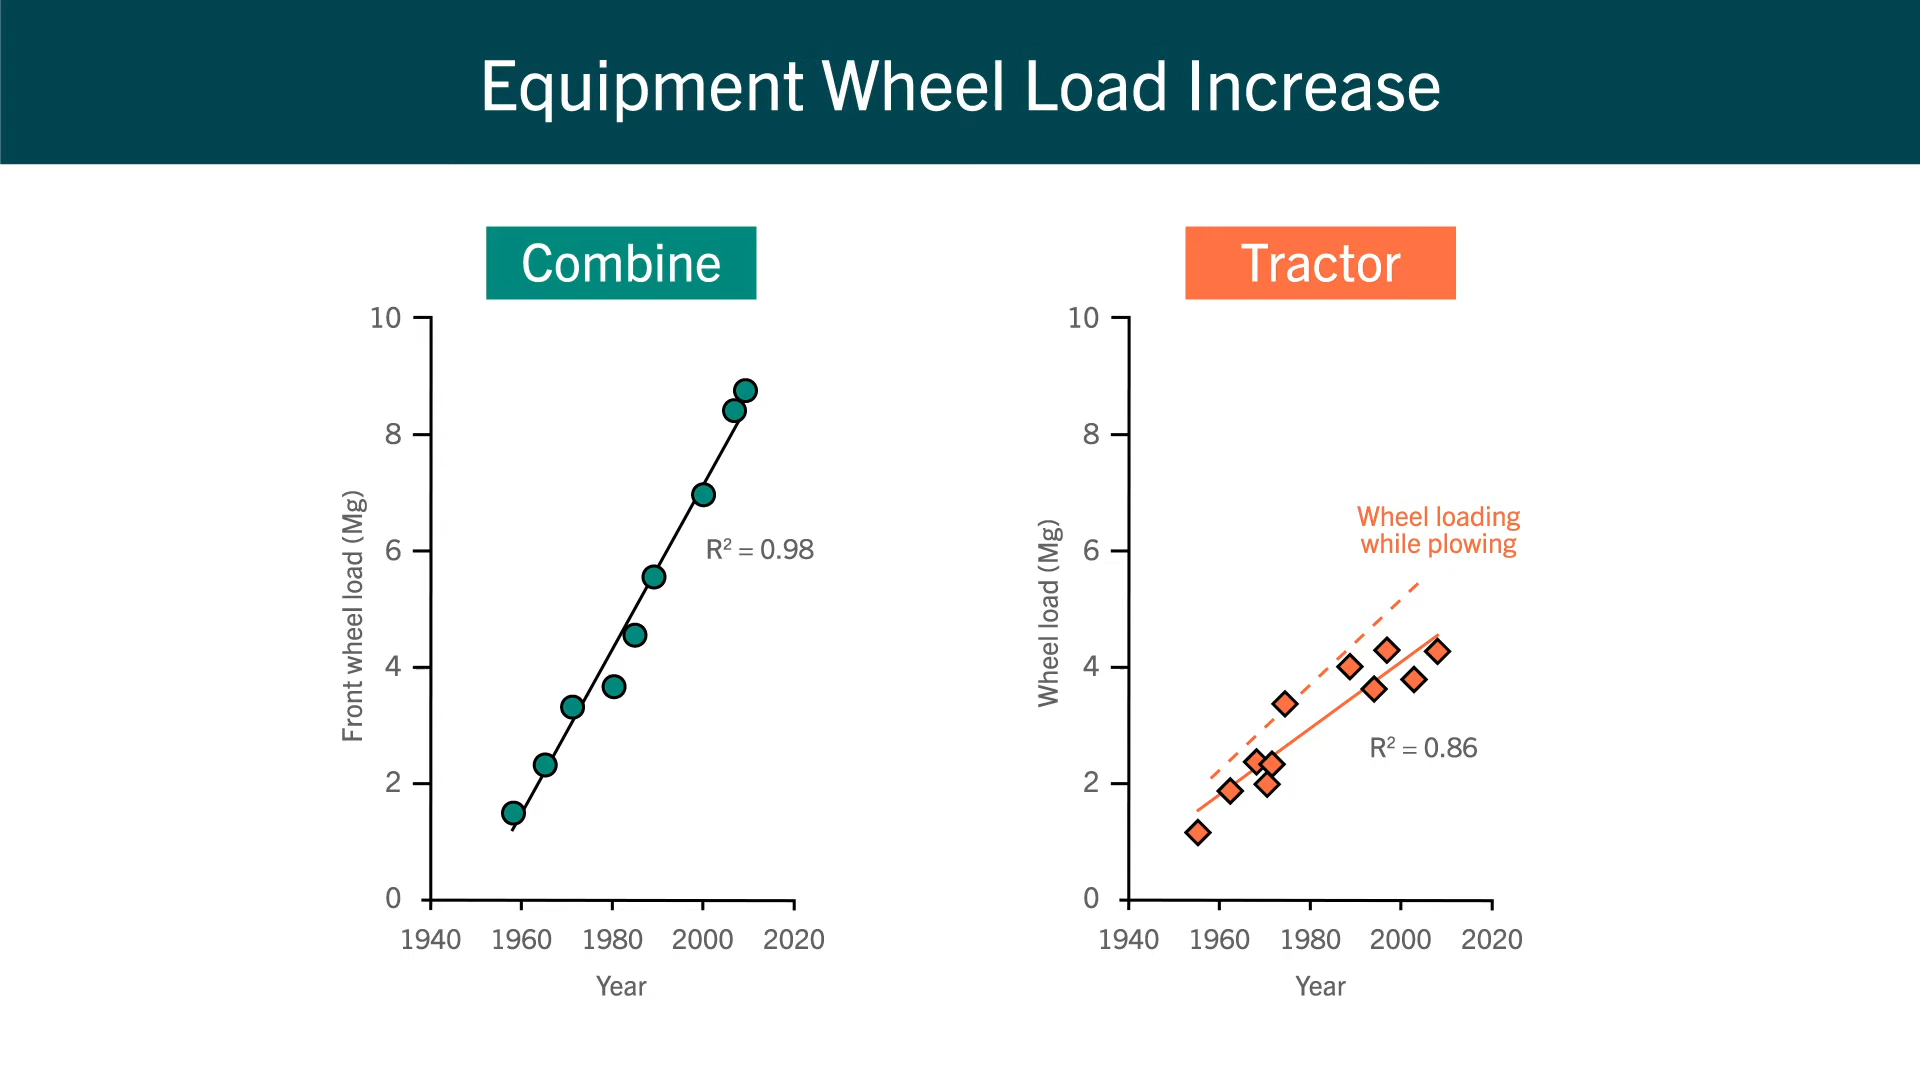 Equipment Wheel Load Increase
Combine
10
8
6
4
2
0
Front wheel load (Mg)
R² = 0.98
1940 1960 1980 2000 2020
Year
Tractor
10
8
6
4
2
0
Wheel load (Mg)
Wheel loading
while plowing
R² = 0.86
1940 1960 1980 2000 2020
Year